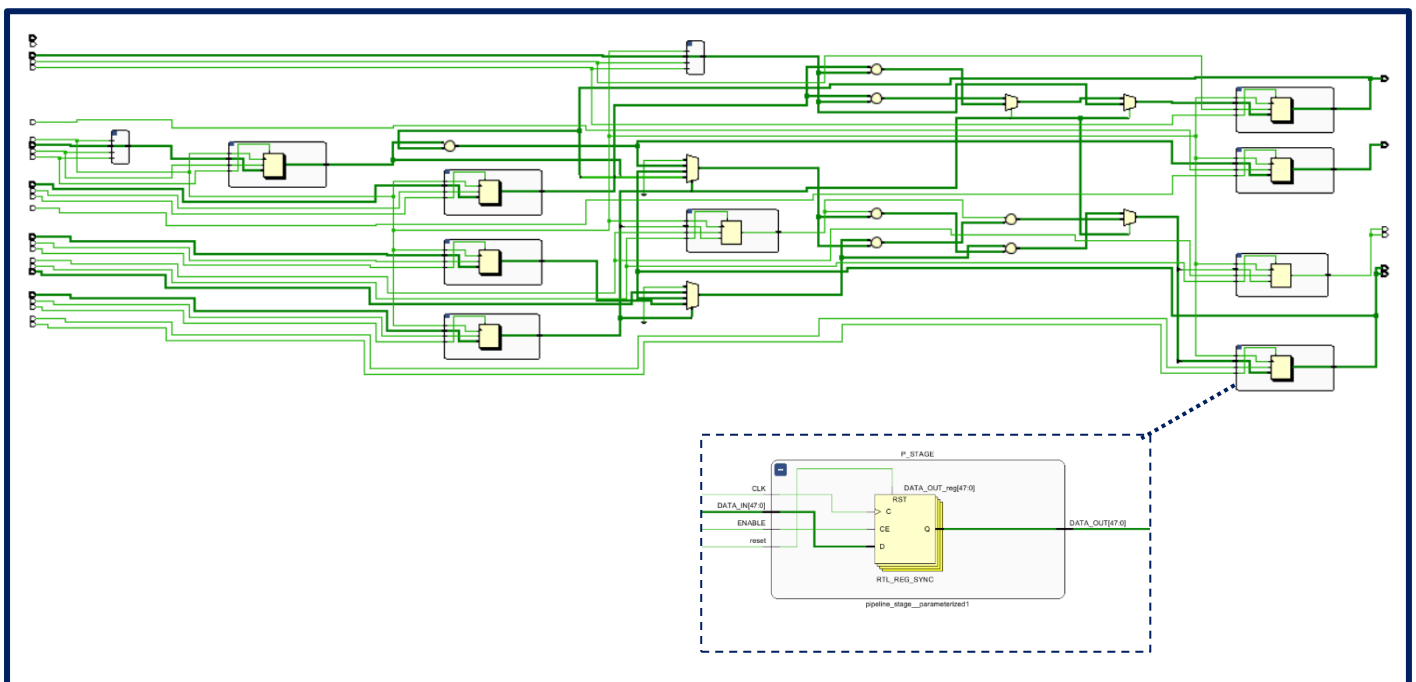 P_STAGE
CLK
DATA_OUT_reg[47:0]
RST
DATA_IN[47:0]
C
ENABLE
CE
Q
DATA_OUT[47:0]
reset
D
RTL_REG_SYNC
pipeline_stage__parameterized1